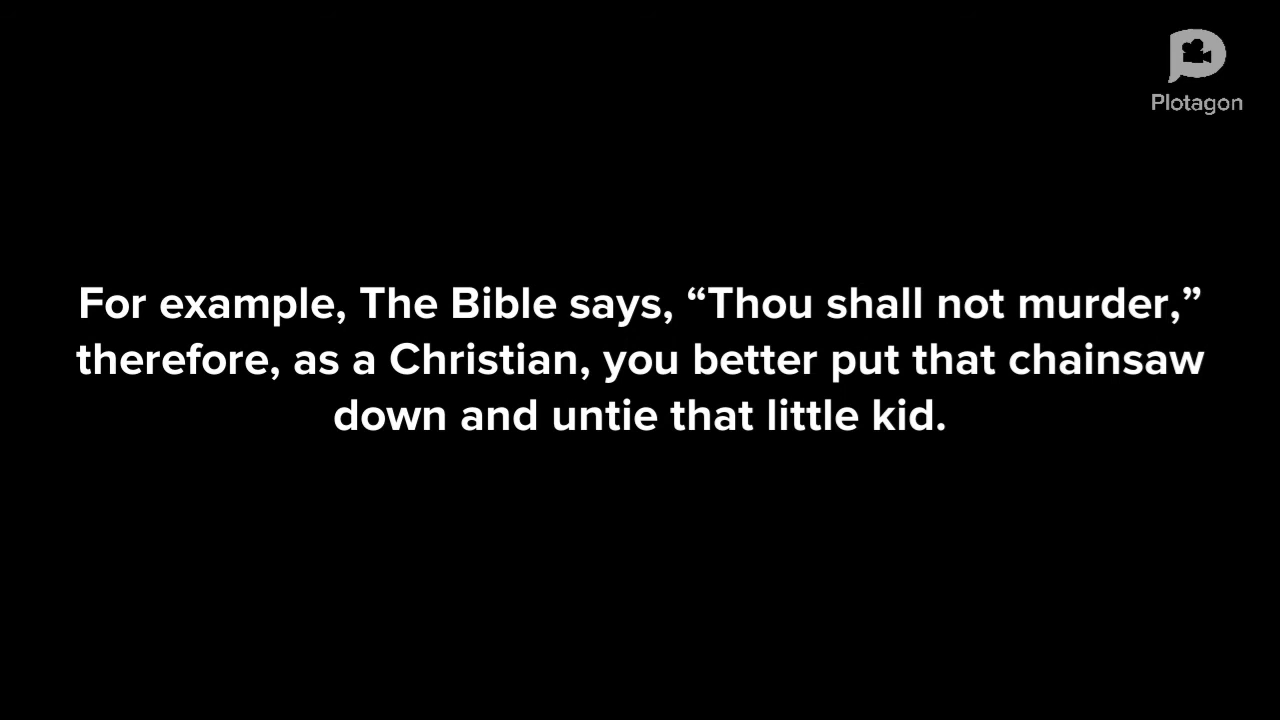 Plotagon
For example, The Bible says, “Thou shall not murder,”
therefore, as a Christian, you better put that chainsaw
down and untie that little kid.